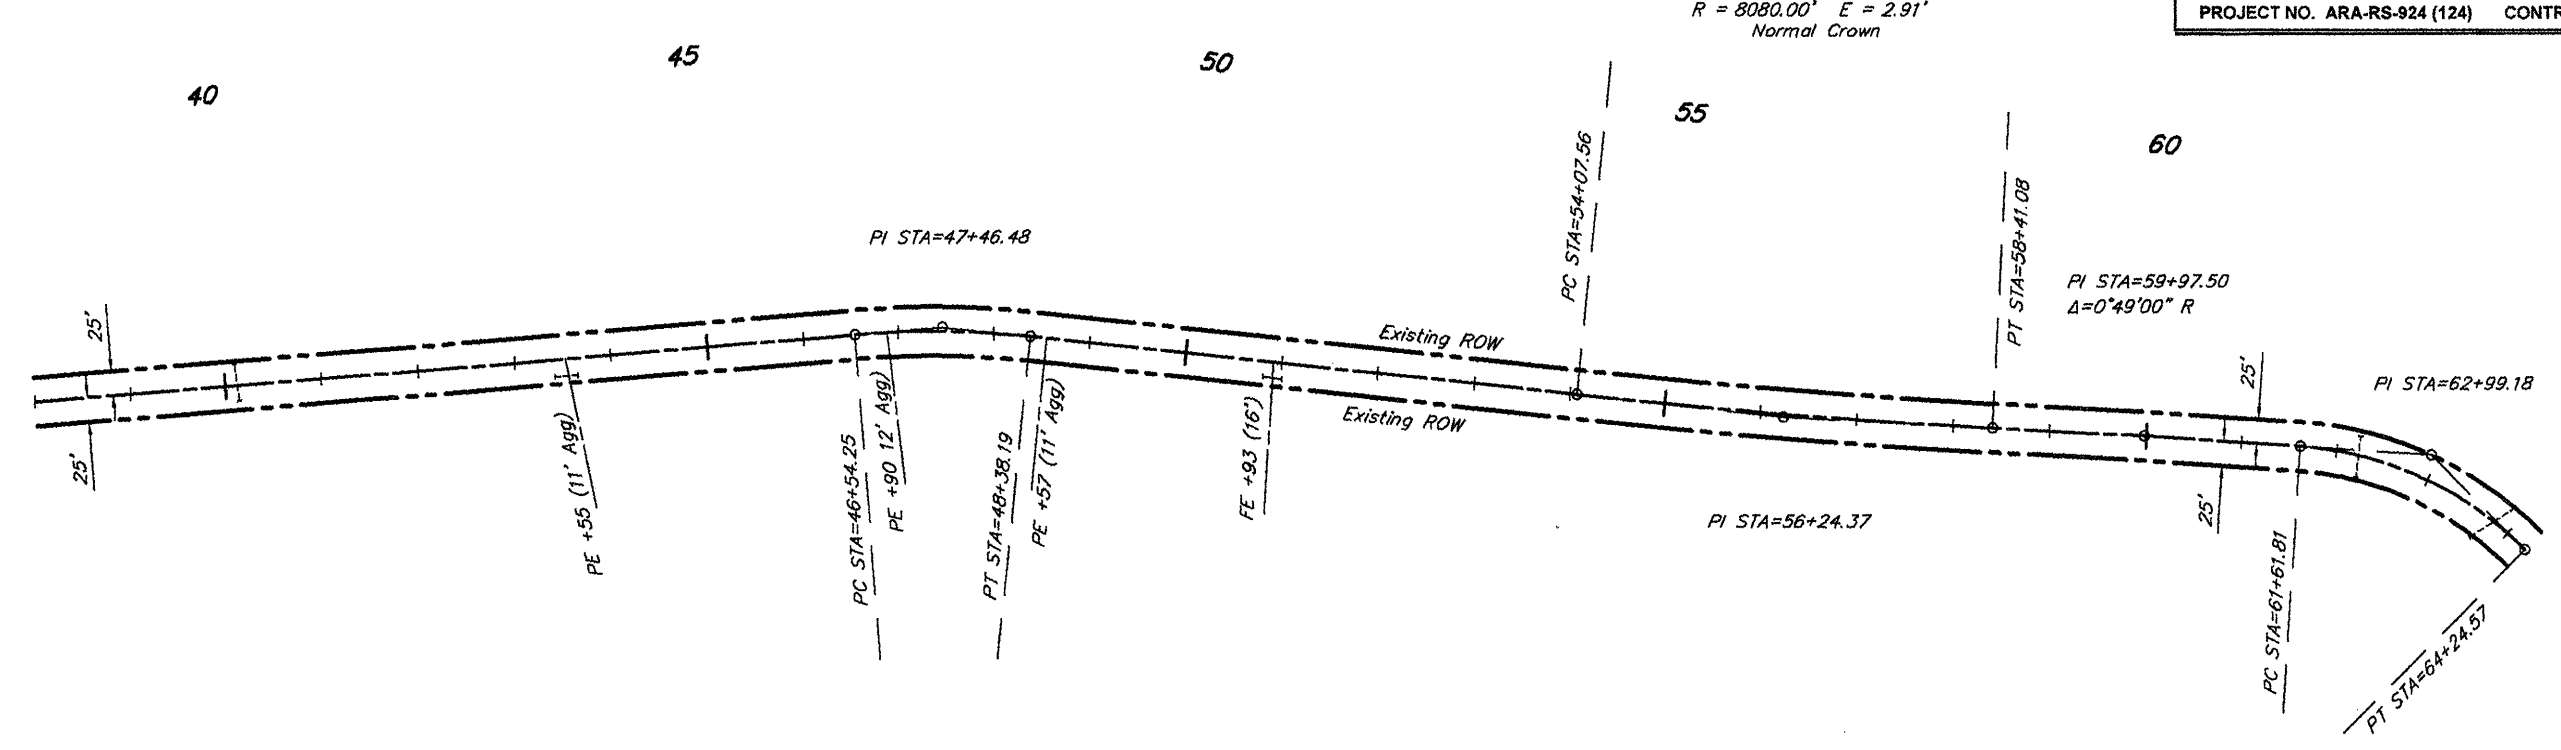 R = 8080.00' E = 2.91'
Normal Crown
PROJECT NO. ARA-RS-924 (124) CONTR
40
45
50
55
60
PI STA=47+46.48
PC STA=54+07.56
PT STA=58+41.08
PI STA=59+97.50
Δ=0°49'00" R
PI STA=62+99.18
25'
25'
Existing ROW
Existing ROW
25'
25'
PE +55 (11' Agg)
PC STA=46+54.25
PE +90 12' Agg)
PT STA=48+38.19
PE +57 (11' Agg)
FE +93 (16')
PI STA=56+24.37
PC STA=61+61.81
PT STA=64+24.57